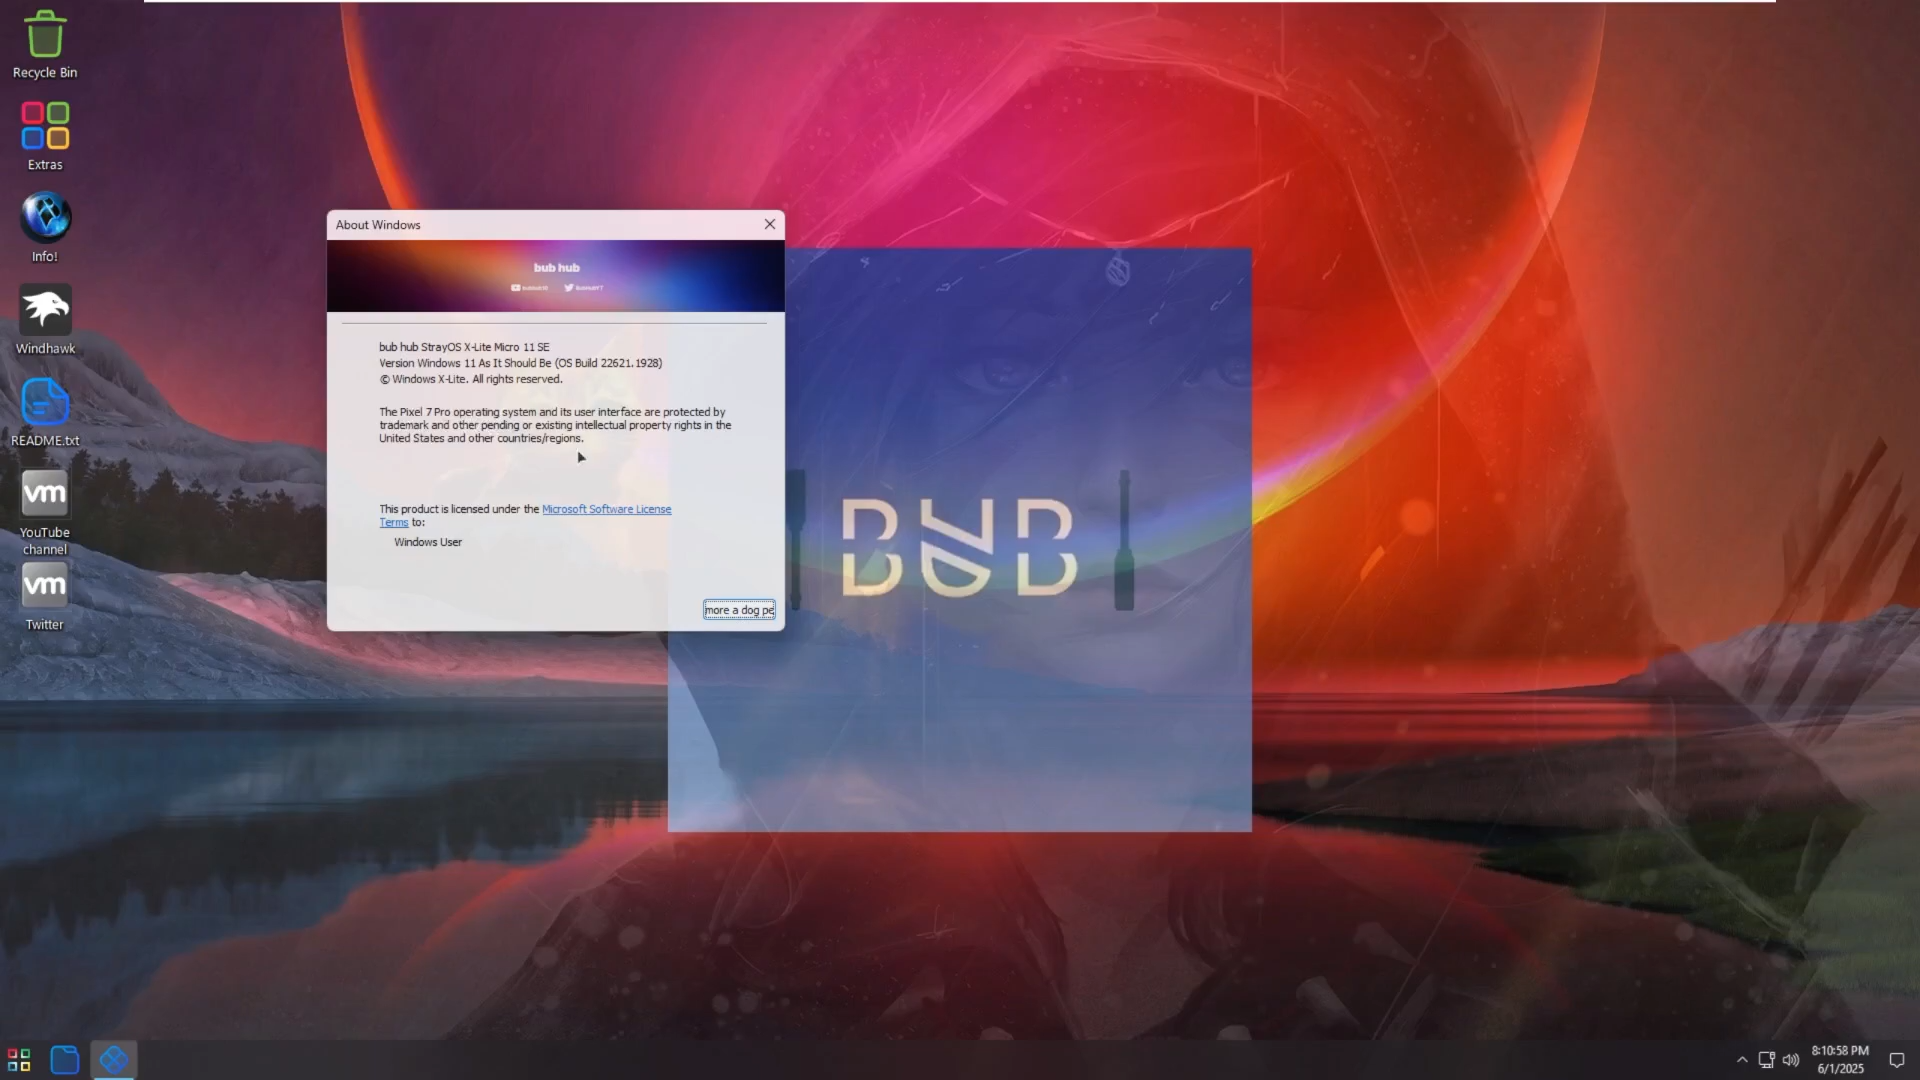 Recycle Bin
Extras
Info!
Windhawk
README.txt
YouTube
channel
Twitter
About Windows
bub hub
bub hub StrayOS X-Lite Micro 11 SE
Version Windows 11 As It Should Be (OS Build 22621.1928)
© Windows X-Lite. All rights reserved.
The Pixel 7 Pro operating system and its user interface are protected by
trademark and other pending or existing intellectual property rights in the
United States and other countries/regions.
This product is licensed under the Microsoft Software License
Terms to:
Windows User
more a dog pe
BUB
vm
vm
8:10:58 PM
6/1/2025